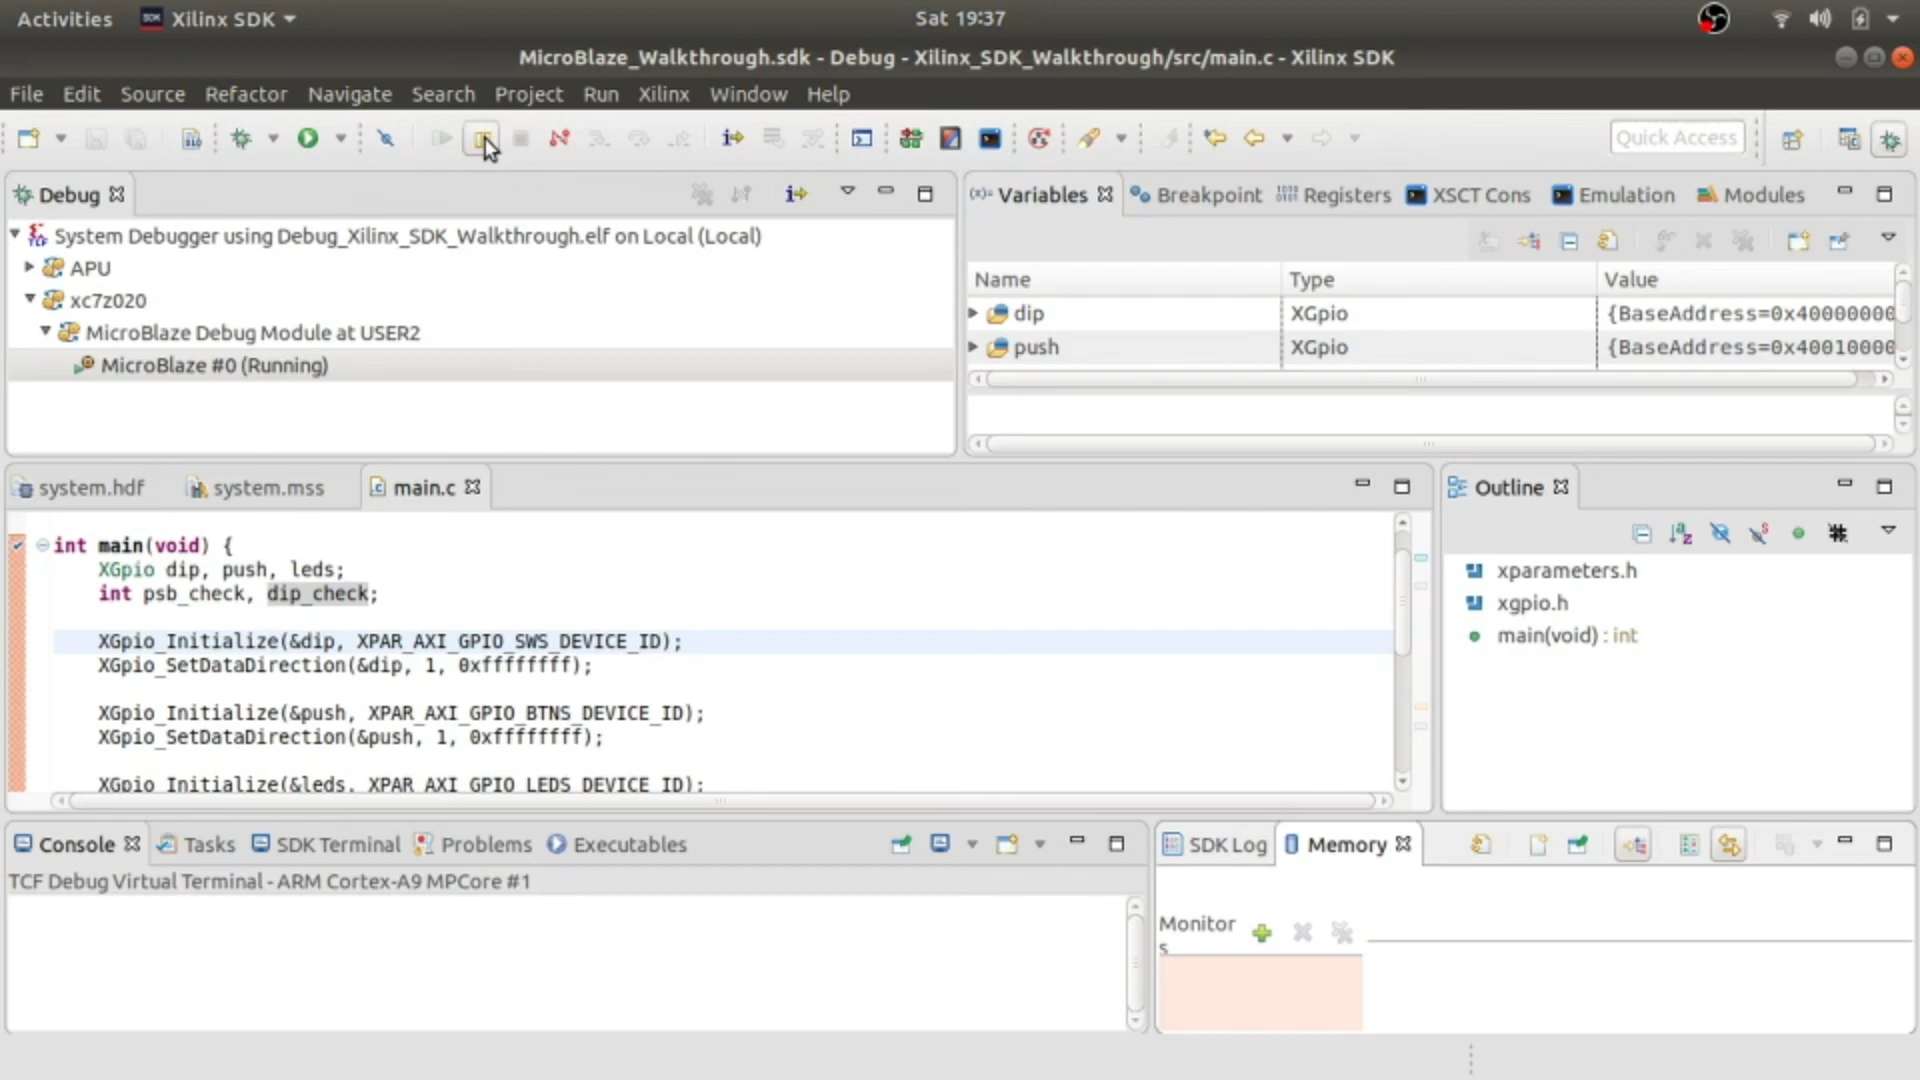 Activities Xilinx SDK Sat 19:37
MicroBlaze_Walkthrough.sdk - Debug - Xilinx_SDK_Walkthrough/src/main.c - Xilinx SDK
File Edit Source Refactor Navigate Search Project Run Xilinx Window Help
Quick Access
Debug
System Debugger using Debug_Xilinx_SDK_Walkthrough.elf on Local (Local)
APU
xc7z020
MicroBlaze Debug Module at USER2
MicroBlaze #0 (Running)
Variables Breakpoint Registers XSCT Cons Emulation Modules
Name Type Value
dip XGpio {BaseAddress=0x40000000
push XGpio {BaseAddress=0x40010000
system.hdf system.mss main.c
int main(void) {
XGpio dip, push, leds;
int psb_check, dip_check;
XGpio_Initialize(&dip, XPAR_AXI_GPIO_SWS_DEVICE_ID);
XGpio_SetDataDirection(&dip, 1, 0xffffffff);
XGpio_Initialize(&push, XPAR_AXI_GPIO_BTNS_DEVICE_ID);
XGpio_SetDataDirection(&push, 1, 0xffffffff);
XGpio_Initialize(&leds, XPAR_AXI_GPIO_LEDS_DEVICE_ID);
Outline
xparameters.h
xgpio.h
main(void) : int
Console Tasks SDK Terminal Problems Executables
TCF Debug Virtual Terminal - ARM Cortex-A9 MPCore #1
SDK Log Memory
Monitor
s